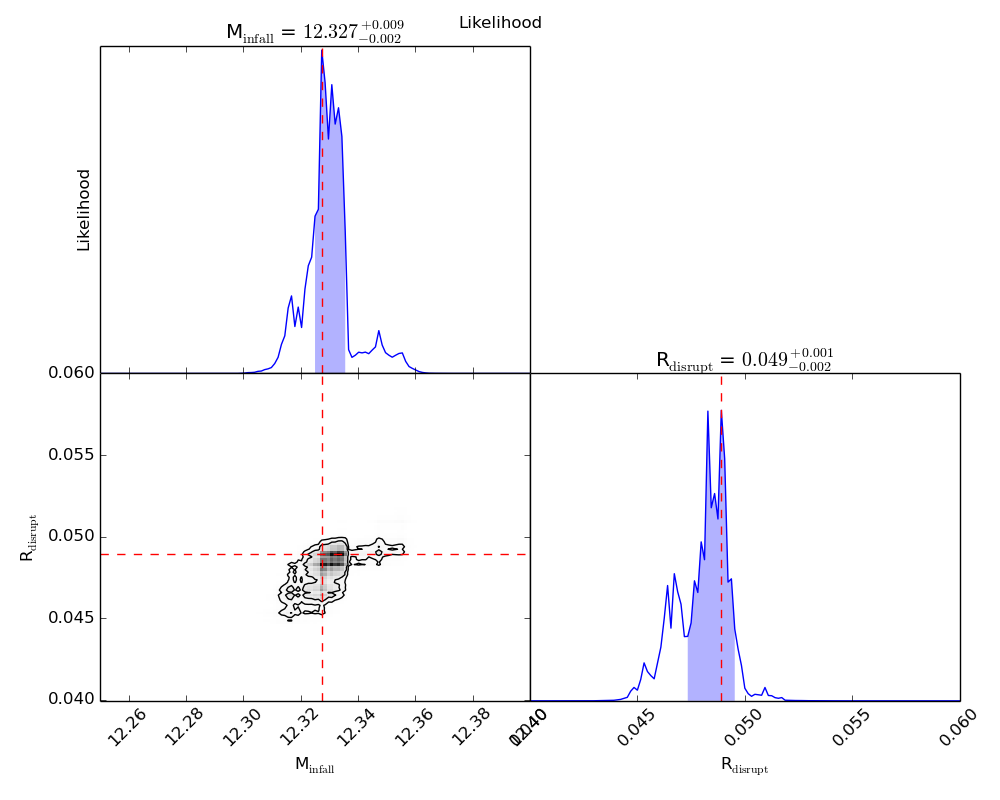 Likelihood
M_infall = 12.327 +0.009 -0.002
Likelihood
0.060
R_disrupt = 0.049 +0.001 -0.002
0.055
0.050
0.045
0.040
R_disrupt
12.26
12.28
12.30
12.32
12.34
12.36
12.38
12.40
0.045
0.050
0.055
0.060
M_infall
R_disrupt